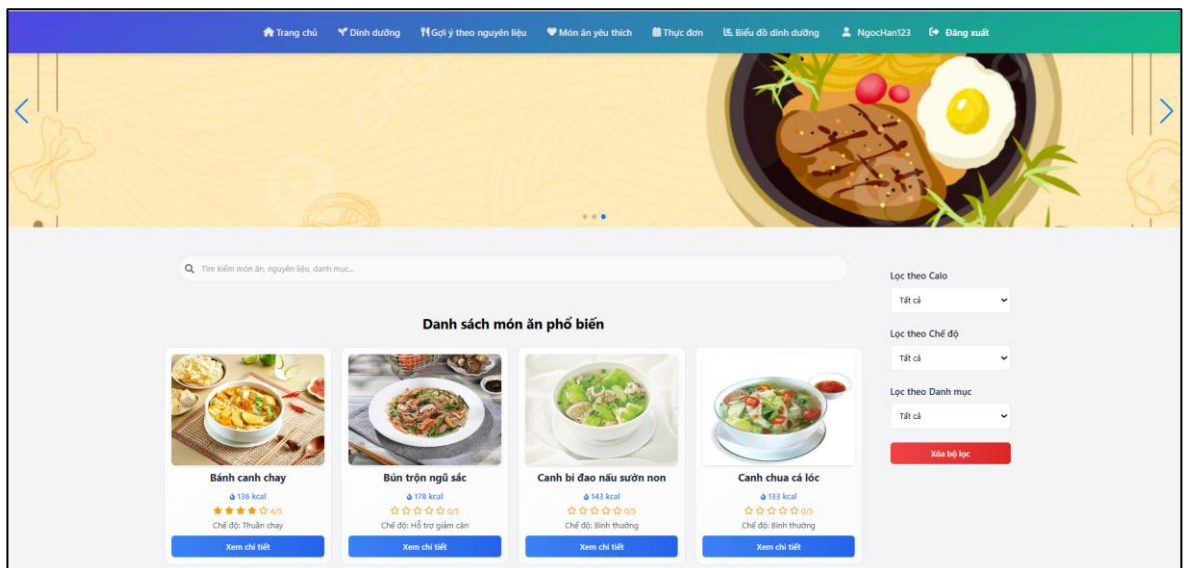 Trang chủ Dinh dưỡng Gợi ý theo nguyên liệu Món ăn yêu thích Thực đơn Biểu đồ dinh dưỡng NgocHan123 Đăng xuất
Tìm kiếm món ăn, nguyên liệu, danh mục...
Danh sách món ăn phổ biến
Bánh canh chay
136 kcal
4/5
Chế độ: Thuần chay
Xem chi tiết
Bún trộn ngũ sắc
178 kcal
0/5
Chế độ: Hỗ trợ giảm cân
Xem chi tiết
Canh bí đao nấu sườn non
143 kcal
0/5
Chế độ: Bình thường
Xem chi tiết
Canh chua cá lóc
133 kcal
0/5
Chế độ: Bình thường
Xem chi tiết
Lọc theo Calo
Tất cả
Lọc theo Chế độ
Tất cả
Lọc theo Danh mục
Tất cả
Xóa bộ lọc